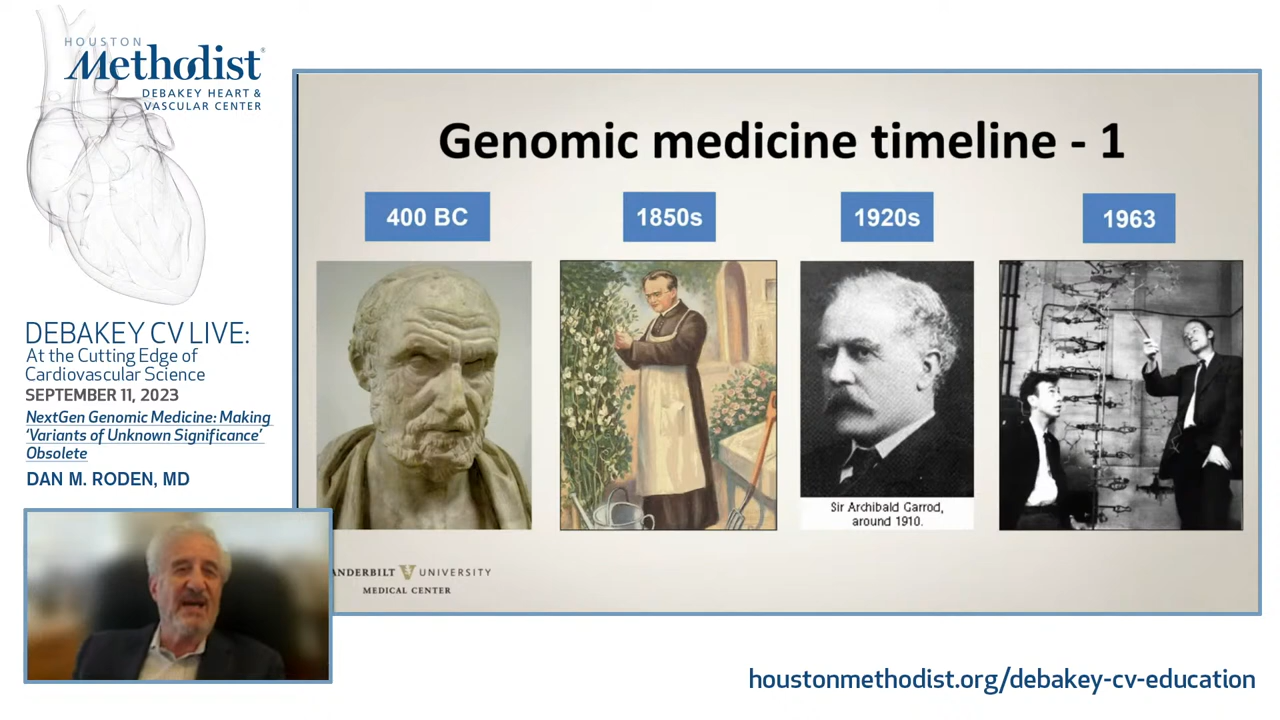 HOUSTON
Methodist®
DEBAKEY HEART &
VASCULAR CENTER
DEBAKEY CV LIVE:
At the Cutting Edge of
Cardiovascular Science
SEPTEMBER 11, 2023
NextGen Genomic Medicine: Making
‘Variants of Unknown Significance’
Obsolete
DAN M. RODEN, MD
Genomic medicine timeline - 1
400 BC
1850s
1920s
1963
Sir Archibald Garrod,
around 1910.
ANDERBILT V UNIVERSITY
MEDICAL CENTER
houstonmethodist.org/debakey-cv-education